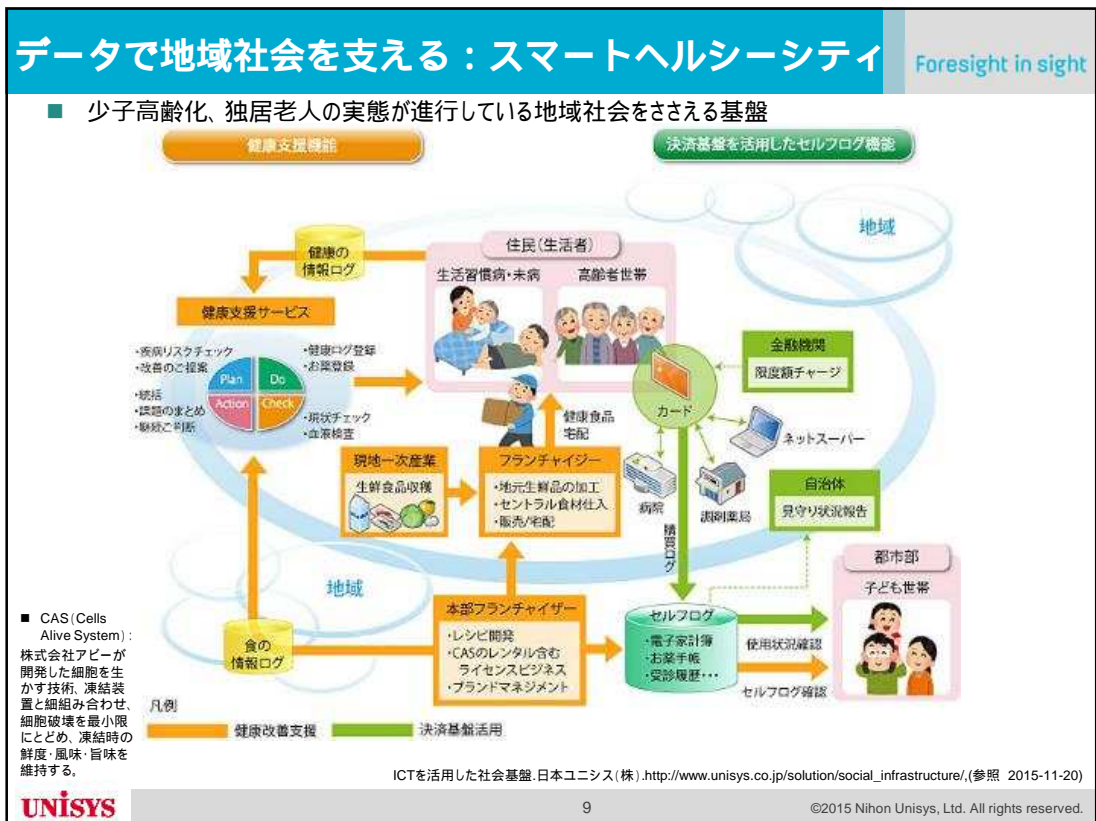 データで地域社会を支える：スマートヘルシーシティ
Foresight in sight
■ 少子高齢化、独居老人の実態が進行している地域社会をささえる基盤
健康支援機能
決済基盤を活用したセルフログ機能
地域
住民（生活者）
生活習慣病・未病
高齢者世帯
健康の
情報ログ
健康支援サービス
・疾病リスクチェック
・改善のご提案
・健康ログ登録
・お薬登録
Plan
Do
Action
Check
・統括
・課題のまとめ
・継続ご判断
・現状チェック
・血液検査
金融機関
限度額チャージ
カード
ネットスーパー
健康食品
宅配
現地一次産業
生鮮食品収穫
フランチャイジー
・地元生鮮品の加工
・セントラル食材仕入
・販売/宅配
病院
調剤薬局
自治体
見守り状況報告
購買ログ
都市部
子ども世帯
地域
食の
情報ログ
本部フランチャイザー
・レシピ開発
・CASのレンタル含む
ライセンスビジネス
・ブランドマネジメント
セルフログ
・電子家計簿
・お薬手帳
・受診履歴・・・
使用状況確認
セルフログ確認
■ CAS（Cells
Alive System）：
株式会社アビーが
開発した細胞を生
かす技術、凍結装
置と細組み合わせ、
細胞破壊を最小限
にとどめ、凍結時の
鮮度・風味・旨味を
維持する。
凡例
健康改善支援
決済基盤活用
ICTを活用した社会基盤.日本ユニシス（株）.http://www.unisys.co.jp/solution/social_infrastructure/,(参照 2015-11-20)
UNISYS
9
©2015 Nihon Unisys, Ltd. All rights reserved.